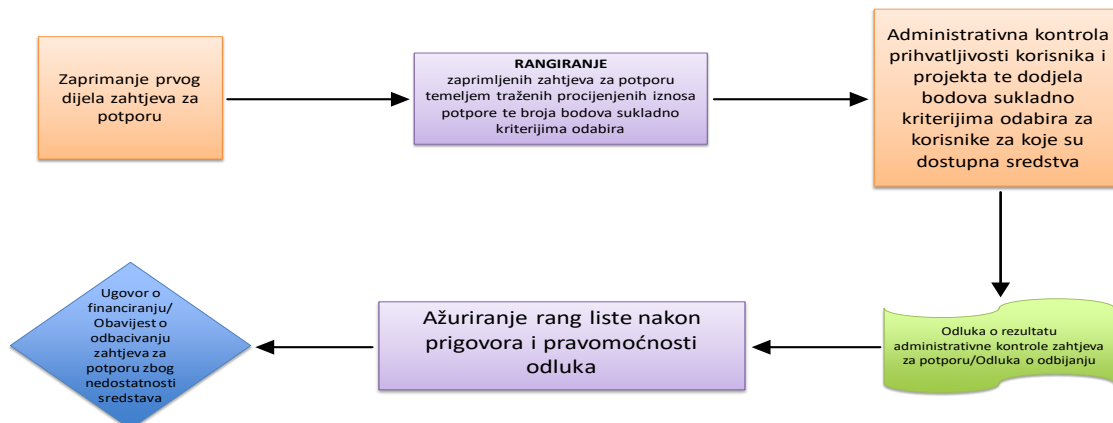 Zaprimanje prvog
dijela zahtjeva za
potporu
RANGIRANJE
zaprimljenih zahtjeva za potporu
temeljem traženih procijenjenih iznosa
potpore te broja bodova sukladno
kriterijima odabira
Administrativna kontrola
prihvatljivosti korisnika i
projekta te dodjela
bodova sukladno
kriterijima odabira za
korisnike za koje su
dostupna sredstva
Odluka o rezultatu
administrativne kontrole zahtjeva
za potporu/Odluka o odbijanju
Ažuriranje rang liste nakon
prigovora i pravomoćnosti
odluka
Ugovor o
financiranju/
Obavijest o
odbacivanju
zahtjeva za
potporu zbog
nedostatnosti
sredstava